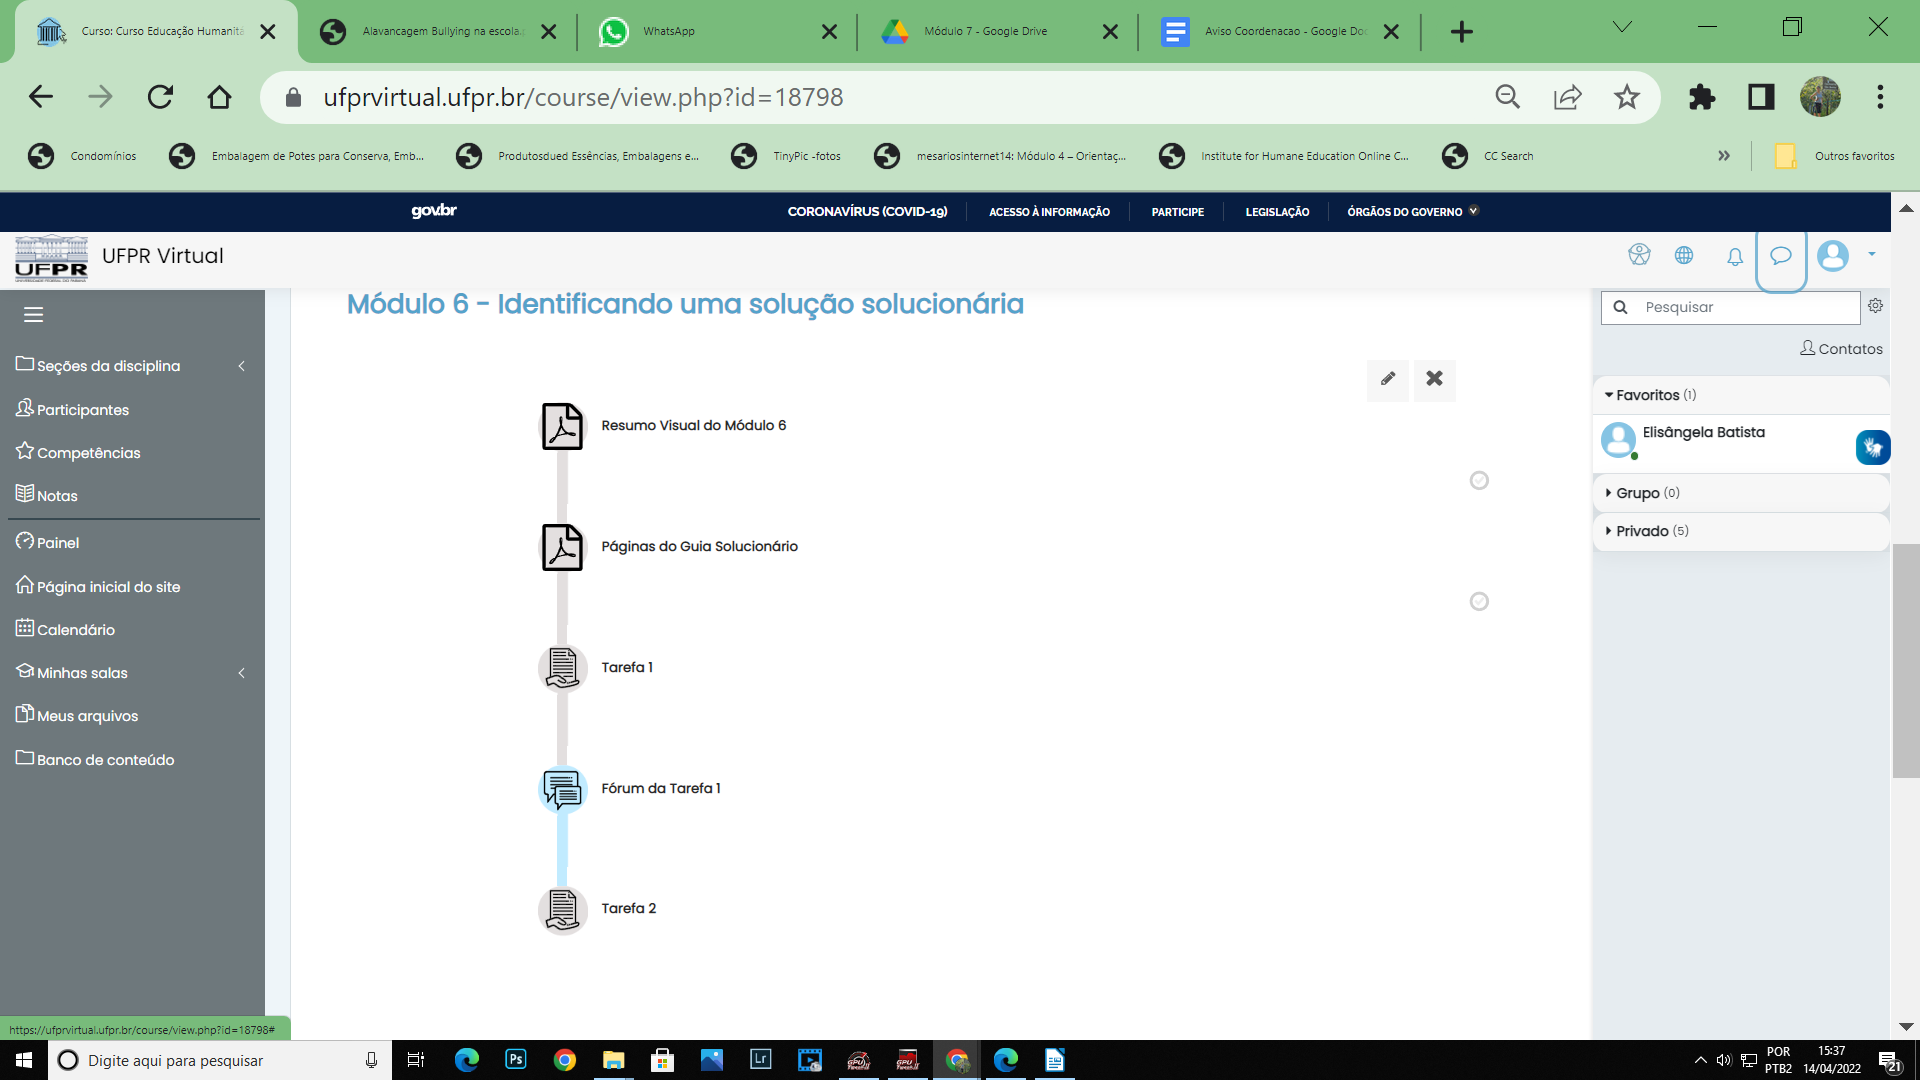 Curso: Curso Educação Humanitá
Alavancagem Bullying na escola.p
WhatsApp
Módulo 7 - Google Drive
Aviso Coordenacao - Google Doc
ufprvirtual.ufpr.br/course/view.php?id=18798
Condomínios
Embalagem de Potes para Conserva, Emb...
Produtosdued Essências, Embalagens e...
TinyPic -fotos
mesariosinternet14: Módulo 4 – Orientaç...
Institute for Humane Education Online C...
CC Search
»
Outros favoritos
gov.br
CORONAVÍRUS (COVID-19)
ACESSO À INFORMAÇÃO
PARTICIPE
LEGISLAÇÃO
ÓRGÃOS DO GOVERNO
UFPR
UNIVERSIDADE FEDERAL DO PARANÁ
UFPR Virtual
Seções da disciplina
Participantes
Competências
Notas
Painel
Página inicial do site
Calendário
Minhas salas
Meus arquivos
Banco de conteúdo
Módulo 6 - Identificando uma solução solucionária
Resumo Visual do Módulo 6
Páginas do Guia Solucionário
Tarefa 1
Fórum da Tarefa 1
Tarefa 2
Pesquisar
Contatos
Favoritos (1)
Elisângela Batista
Grupo (0)
Privado (5)
https://ufprvirtual.ufpr.br/course/view.php?id=18798#
Digite aqui para pesquisar
Ps
Lr
POR
PTB2
15:37
14/04/2022
21